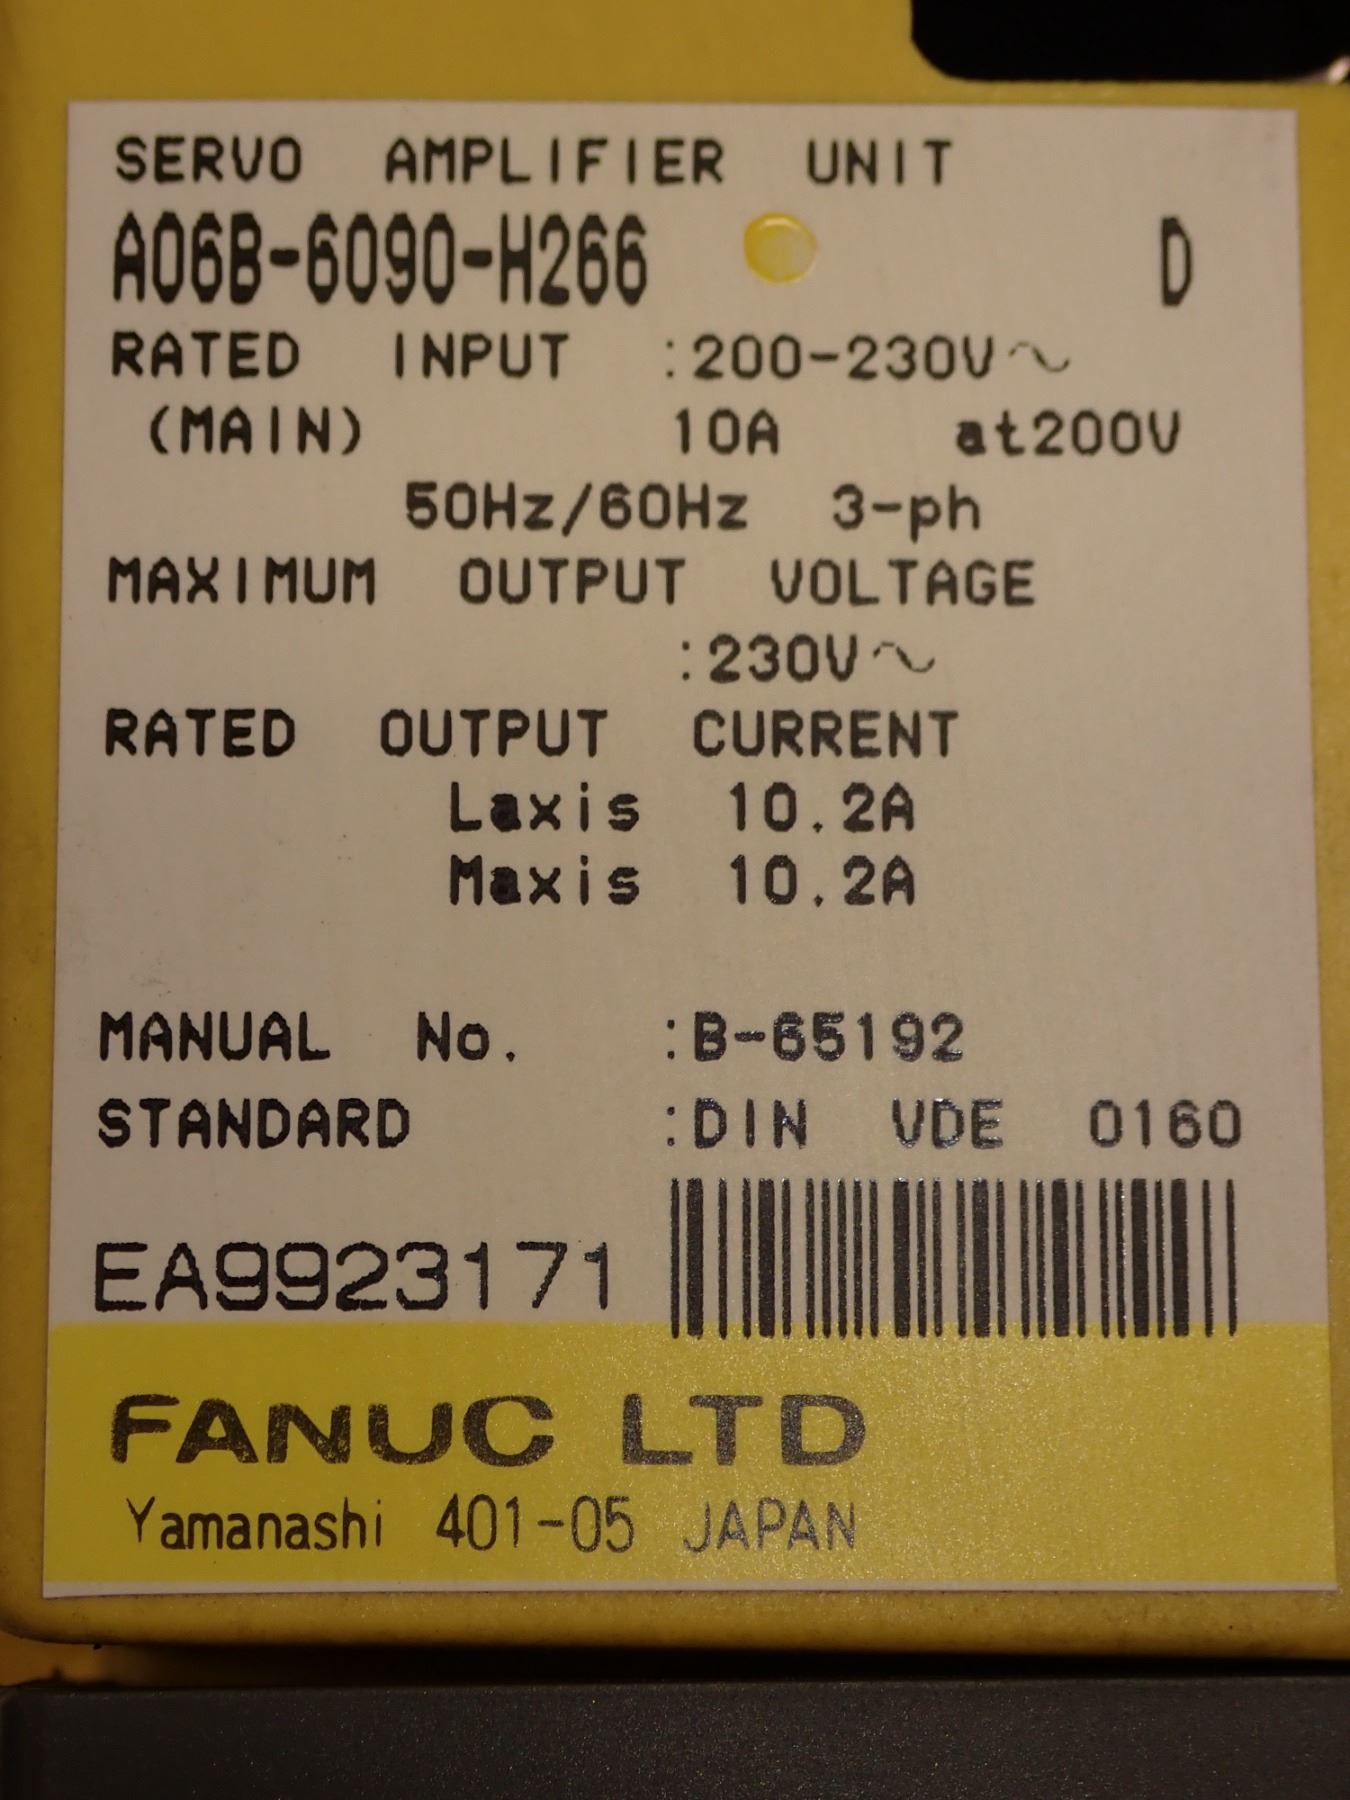 SERVO AMPLIFIER UNIT
A06B-6090-H266 D
RATED INPUT :200-230V～
(MAIN) 10A at200V
50Hz/60Hz 3-ph
MAXIMUM OUTPUT VOLTAGE
:230V～
RATED OUTPUT CURRENT
Laxis 10.2A
Maxis 10.2A
MANUAL No. :B-65192
STANDARD :DIN VDE 0160
EA9923171
FANUC LTD
Yamanashi 401-05 JAPAN